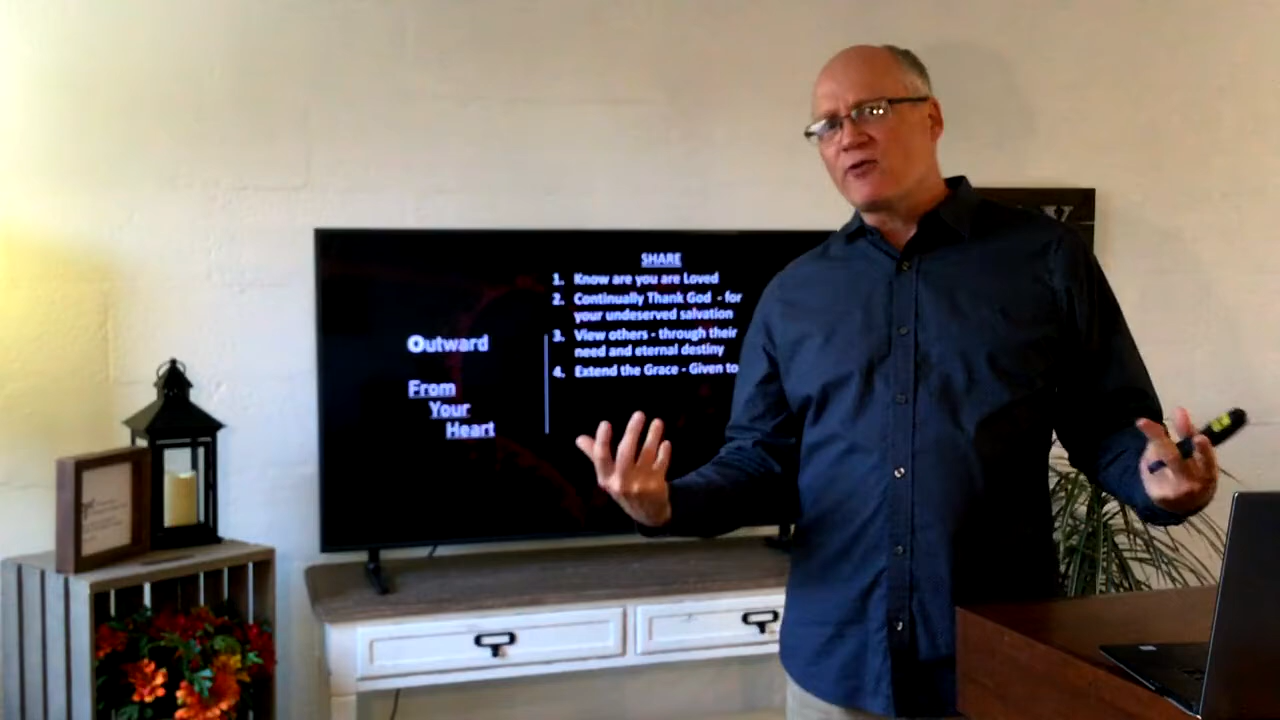 Outward
From
Your
Heart
SHARE
1. Know are you are Loved
2. Continually Thank God - for
your undeserved salvation
3. View others - through their
need and eternal destiny
4. Extend the Grace - Given to